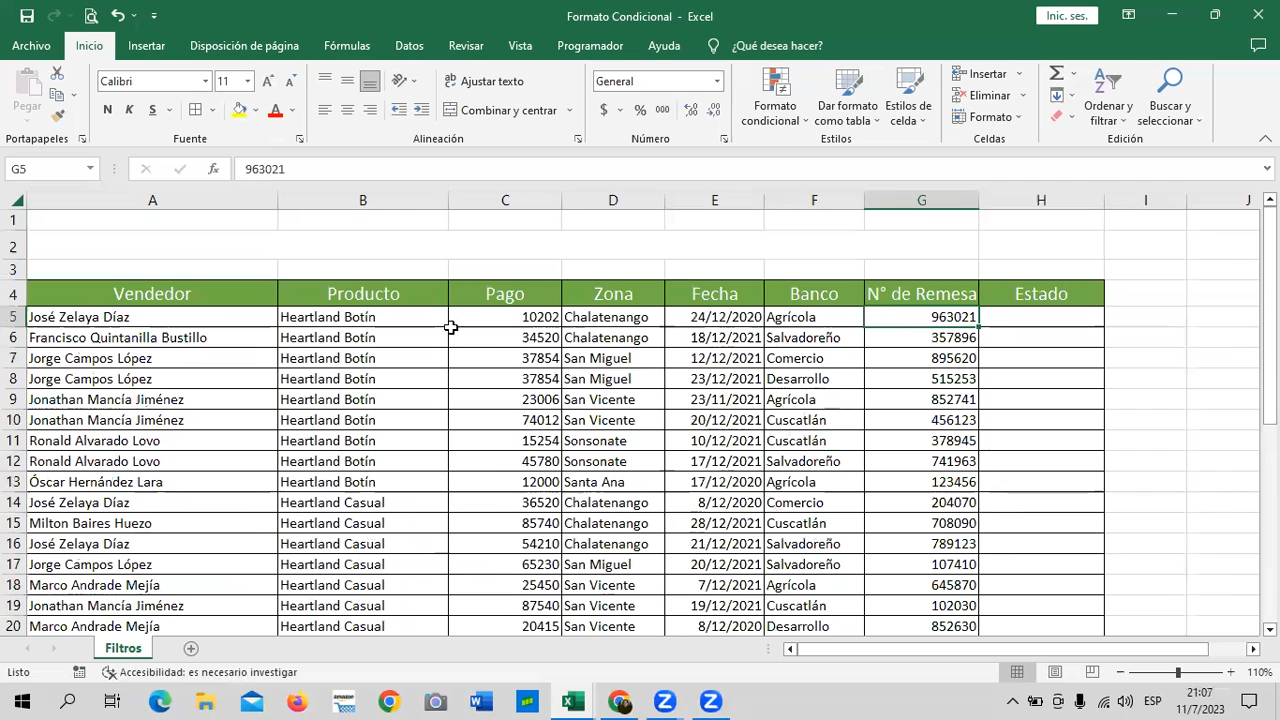 Formato Condicional - Excel
Inic. ses.
Archivo Inicio Insertar Disposición de página Fórmulas Datos Revisar Vista Programador Ayuda ¿Qué desea hacer?
Pegar
Calibri 11
N K S
Ajustar texto
Combinar y centrar
General
$ % 000
Formato condicional
Dar formato como tabla
Estilos de celda
Insertar
Eliminar
Formato
Ordenar y filtrar
Buscar y seleccionar
Portapapeles Fuente Alineación Número Estilos Celdas Edición
G5 fx 963021
A B C D E F G H I J
1
2
3
4 Vendedor Producto Pago Zona Fecha Banco N° de Remesa Estado
5 José Zelaya Díaz Heartland Botín 10202 Chalatenango 24/12/2020 Agrícola 963021
6 Francisco Quintanilla Bustillo Heartland Botín 34520 Chalatenango 18/12/2021 Salvadoreño 357896
7 Jorge Campos López Heartland Botín 37854 San Miguel 12/12/2021 Comercio 895620
8 Jorge Campos López Heartland Botín 37854 San Miguel 23/12/2021 Desarrollo 515253
9 Jonathan Mancía Jiménez Heartland Botín 23006 San Vicente 23/11/2021 Agrícola 852741
10 Jonathan Mancía Jiménez Heartland Botín 74012 San Vicente 20/12/2021 Cuscatlán 456123
11 Ronald Alvarado Lovo Heartland Botín 15254 Sonsonate 10/12/2021 Cuscatlán 378945
12 Ronald Alvarado Lovo Heartland Botín 45780 Sonsonate 17/12/2021 Salvadoreño 741963
13 Óscar Hernández Lara Heartland Botín 12000 Santa Ana 17/12/2020 Agrícola 123456
14 José Zelaya Díaz Heartland Casual 36520 Chalatenango 8/12/2020 Comercio 204070
15 Milton Baires Huezo Heartland Casual 85740 Chalatenango 28/12/2021 Cuscatlán 708090
16 José Zelaya Díaz Heartland Casual 54210 Chalatenango 21/12/2021 Salvadoreño 789123
17 Jorge Campos López Heartland Casual 65230 San Miguel 20/12/2021 Salvadoreño 107410
18 Marco Andrade Mejía Heartland Casual 25450 San Vicente 7/12/2021 Agrícola 645870
19 Jonathan Mancía Jiménez Heartland Casual 87540 San Vicente 19/12/2021 Cuscatlán 102030
20 Marco Andrade Mejía Heartland Casual 20415 San Vicente 8/12/2020 Desarrollo 852630
Filtros
Listo Accesibilidad: es necesario investigar 110%
ESP 21:07
11/7/2023